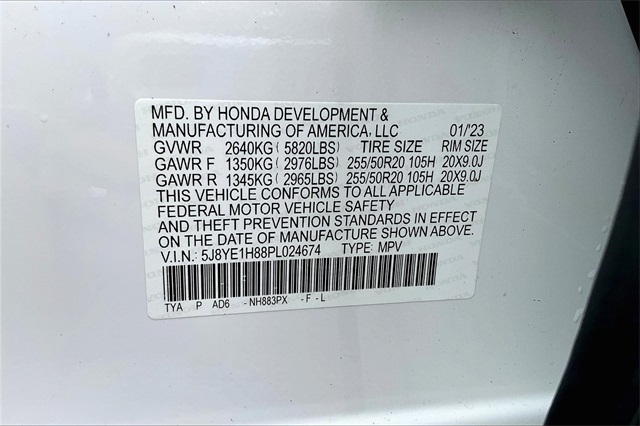 MFD. BY HONDA DEVELOPMENT &
MANUFACTURING OF AMERICA, LLC 01/'23
GVWR 2640KG( 5820LBS) TIRE SIZE RIM SIZE
GAWR F 1350KG( 2976LBS) 255/50R20 105H 20X9.0J
GAWR R 1345KG( 2965LBS) 255/50R20 105H 20X9.0J
THIS VEHICLE CONFORMS TO ALL APPLICABLE
FEDERAL MOTOR VEHICLE SAFETY
AND THEFT PREVENTION STANDARDS IN EFFECT
ON THE DATE OF MANUFACTURE SHOWN ABOVE.
V.I.N.: 5J8YE1H88PL024674 TYPE: MPV
TYA P AD6 -NH883PX -F-L